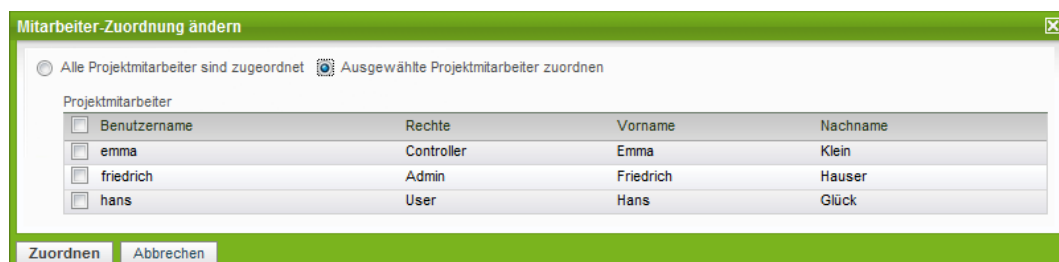 Mitarbeiter-Zuordnung ändern
Alle Projektmitarbeiter sind zugeordnet Ausgewählte Projektmitarbeiter zuordnen
Projektmitarbeiter
Benutzername Rechte Vorname Nachname
emma Controller Emma Klein
friedrich Admin Friedrich Hauser
hans User Hans Glück
Zuordnen Abbrechen